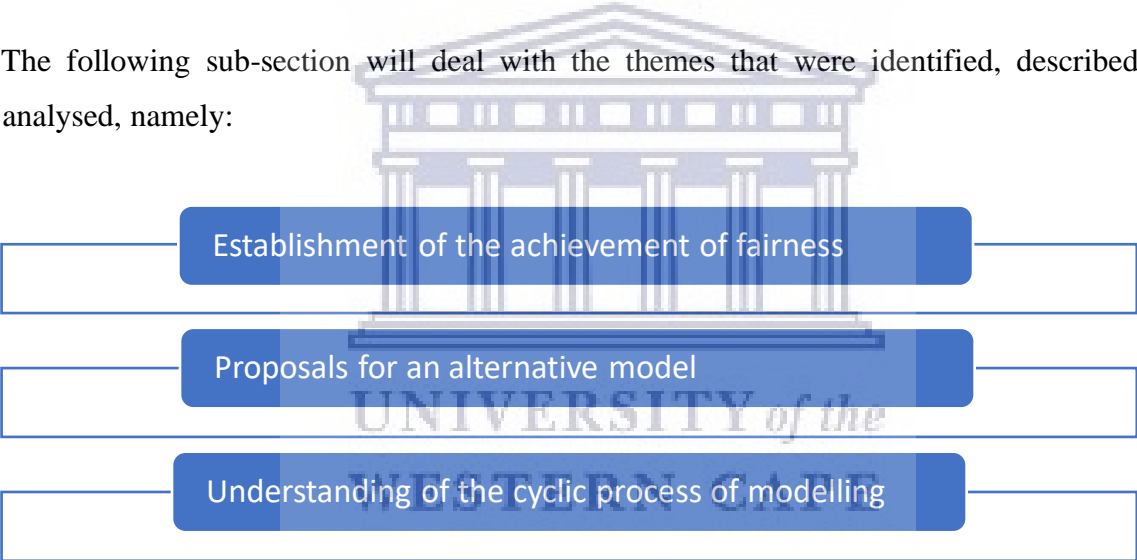 The following sub-section will deal with the themes that were identified, described
analysed, namely:
Establishment of the achievement of fairness
Proposals for an alternative model
UNIVERSITY of the
Understanding of the cyclic process of modelling
WESTERN CAPE